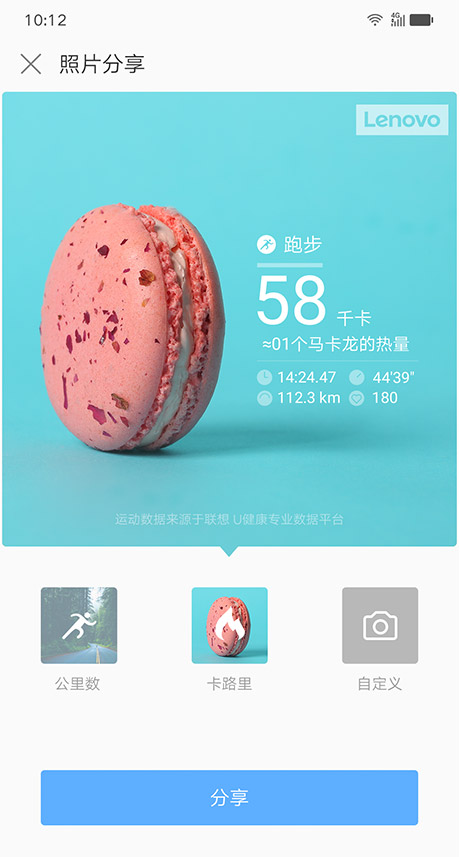 10:12
4G
照片分享
Lenovo
跑步
58 千卡
≈01个马卡龙的热量
14:24.47 44'39"
112.3 km 180
运动数据来源于联想 U健康专业数据平台
公里数 卡路里 自定义
分享